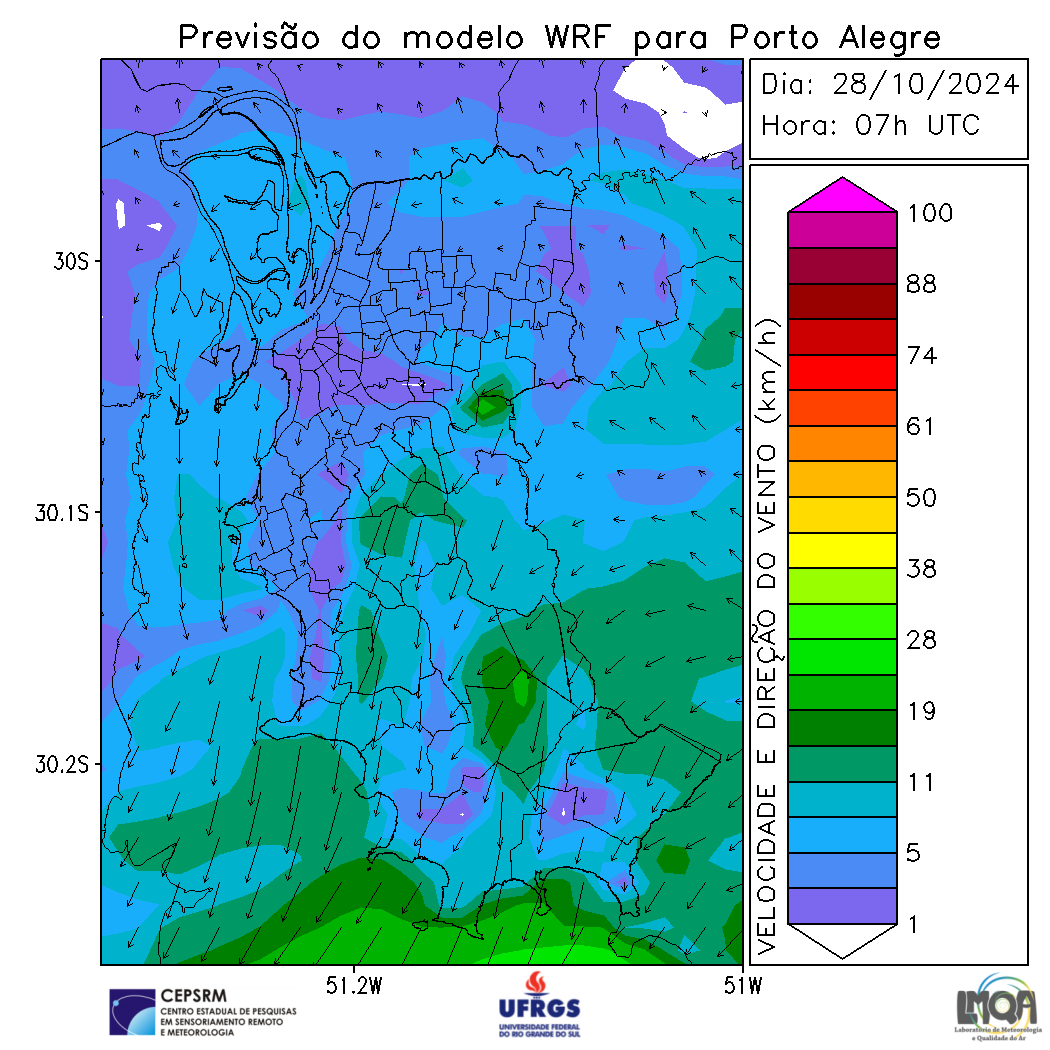 Previsão do modelo WRF para Porto Alegre
Dia: 28/10/2024
Hora: 07h UTC
30S
30.1S
30.2S
51.2W
51W
VELOCIDADE E DIREÇÃO DO VENTO (km/h)
100
88
74
61
50
38
28
19
11
5
1
CEPSRM
CENTRO ESTADUAL DE PESQUISAS
EM SENSORIAMENTO REMOTO
E METEOROLOGIA
UFRGS
UNIVERSIDADE FEDERAL
DO RIO GRANDE DO SUL
LMQA
Laboratório de Meteorologia
e Qualidade do Ar